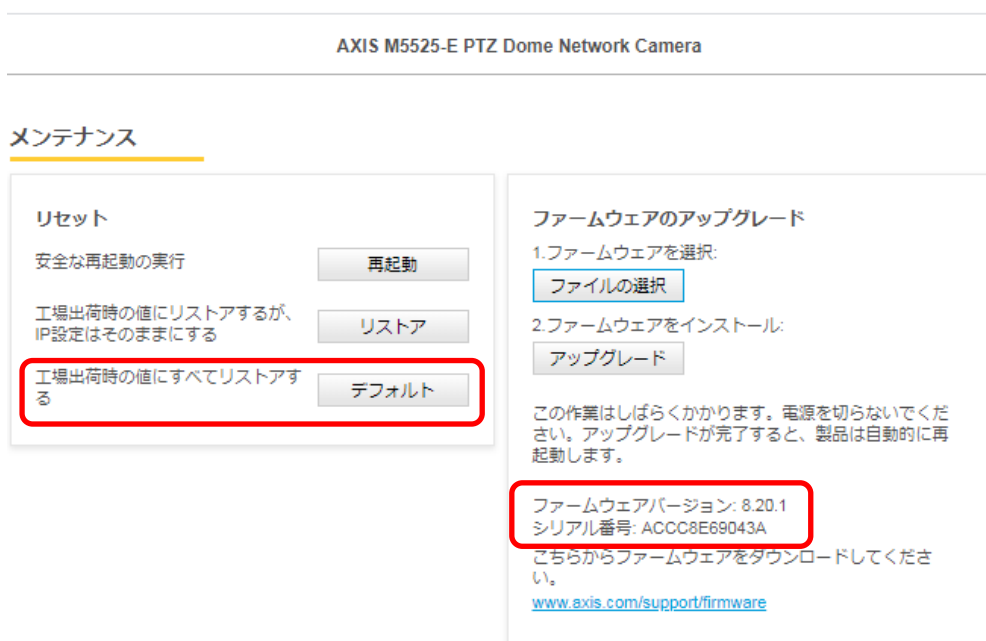 AXIS M5525-E PTZ Dome Network Camera
メンテナンス
リセット
安全な再起動の実行
再起動
工場出荷時の値にリストアするが、
IP設定はそのままにする
リストア
工場出荷時の値にすべてリストアす
る
デフォルト
ファームウェアのアップグレード
1.ファームウェアを選択:
ファイルの選択
2.ファームウェアをインストール:
アップグレード
この作業はしばらくかかります。電源を切らないでくだ
さい。アップグレードが完了すると、製品は自動的に再
起動します。
ファームウェアバージョン: 8.20.1
シリアル番号: ACCC8E69043A
こちらからファームウェアをダウンロードしてくださ
い。
www.axis.com/support/firmware